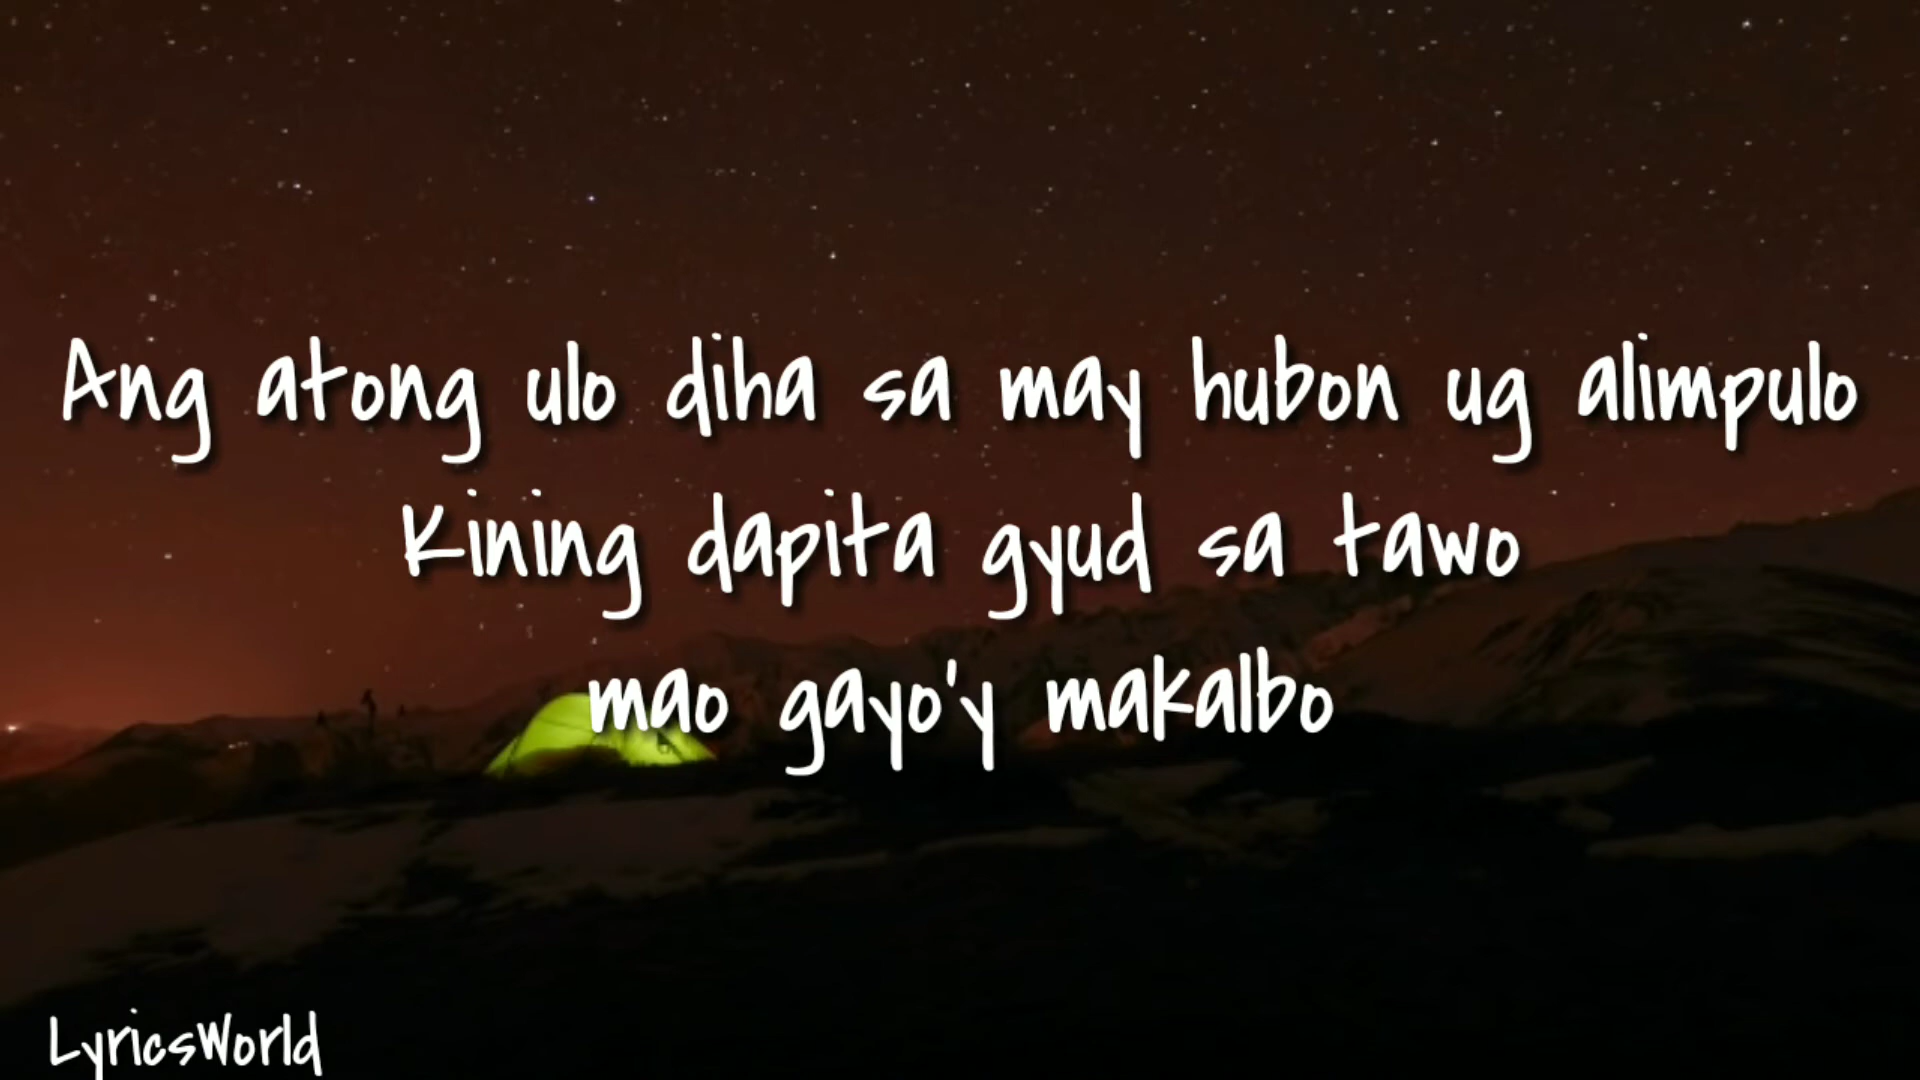 Ang atong ulo diha sa may hubon ug alimpulo
Kining dapita gyud sa tawo
mao gayo'y makalbo
LyricsWorld